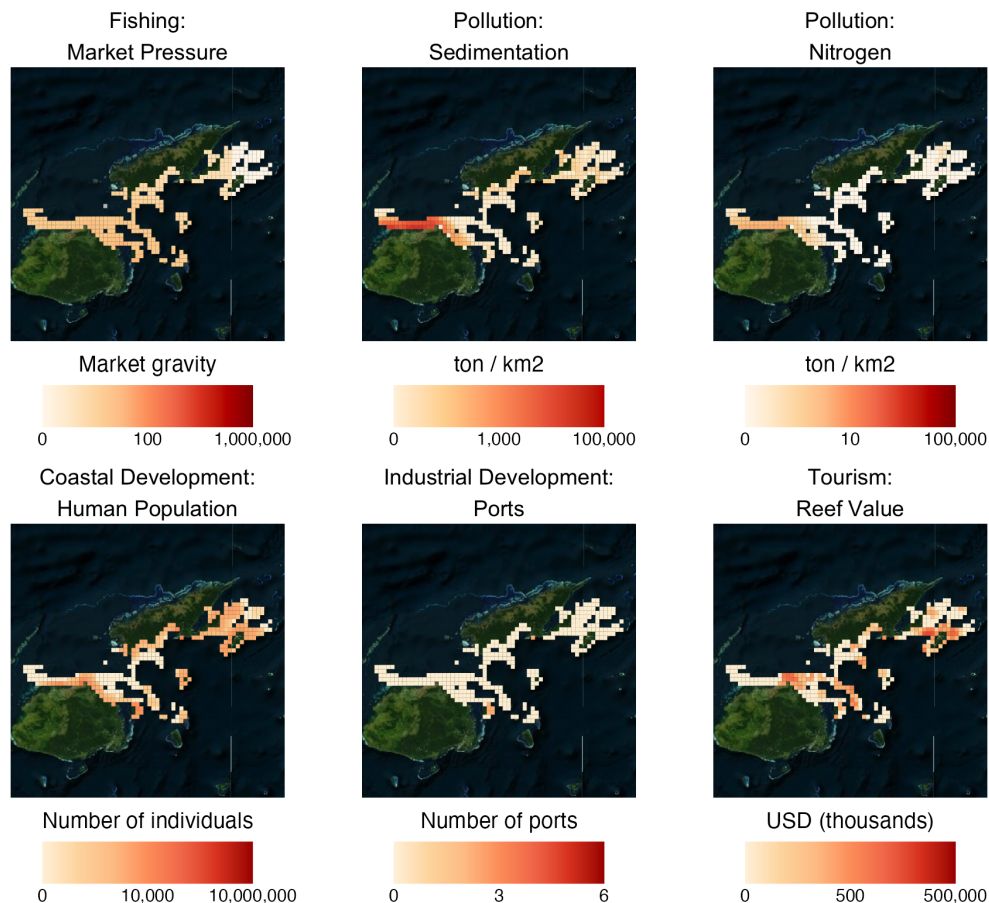 Fishing:
Market Pressure
Pollution:
Sedimentation
Pollution:
Nitrogen
Market gravity
0 100 1,000,000
ton / km2
0 1,000 100,000
ton / km2
0 10 100,000
Coastal Development:
Human Population
Industrial Development:
Ports
Tourism:
Reef Value
Number of individuals
0 10,000 10,000,000
Number of ports
0 3 6
USD (thousands)
0 500 500,000